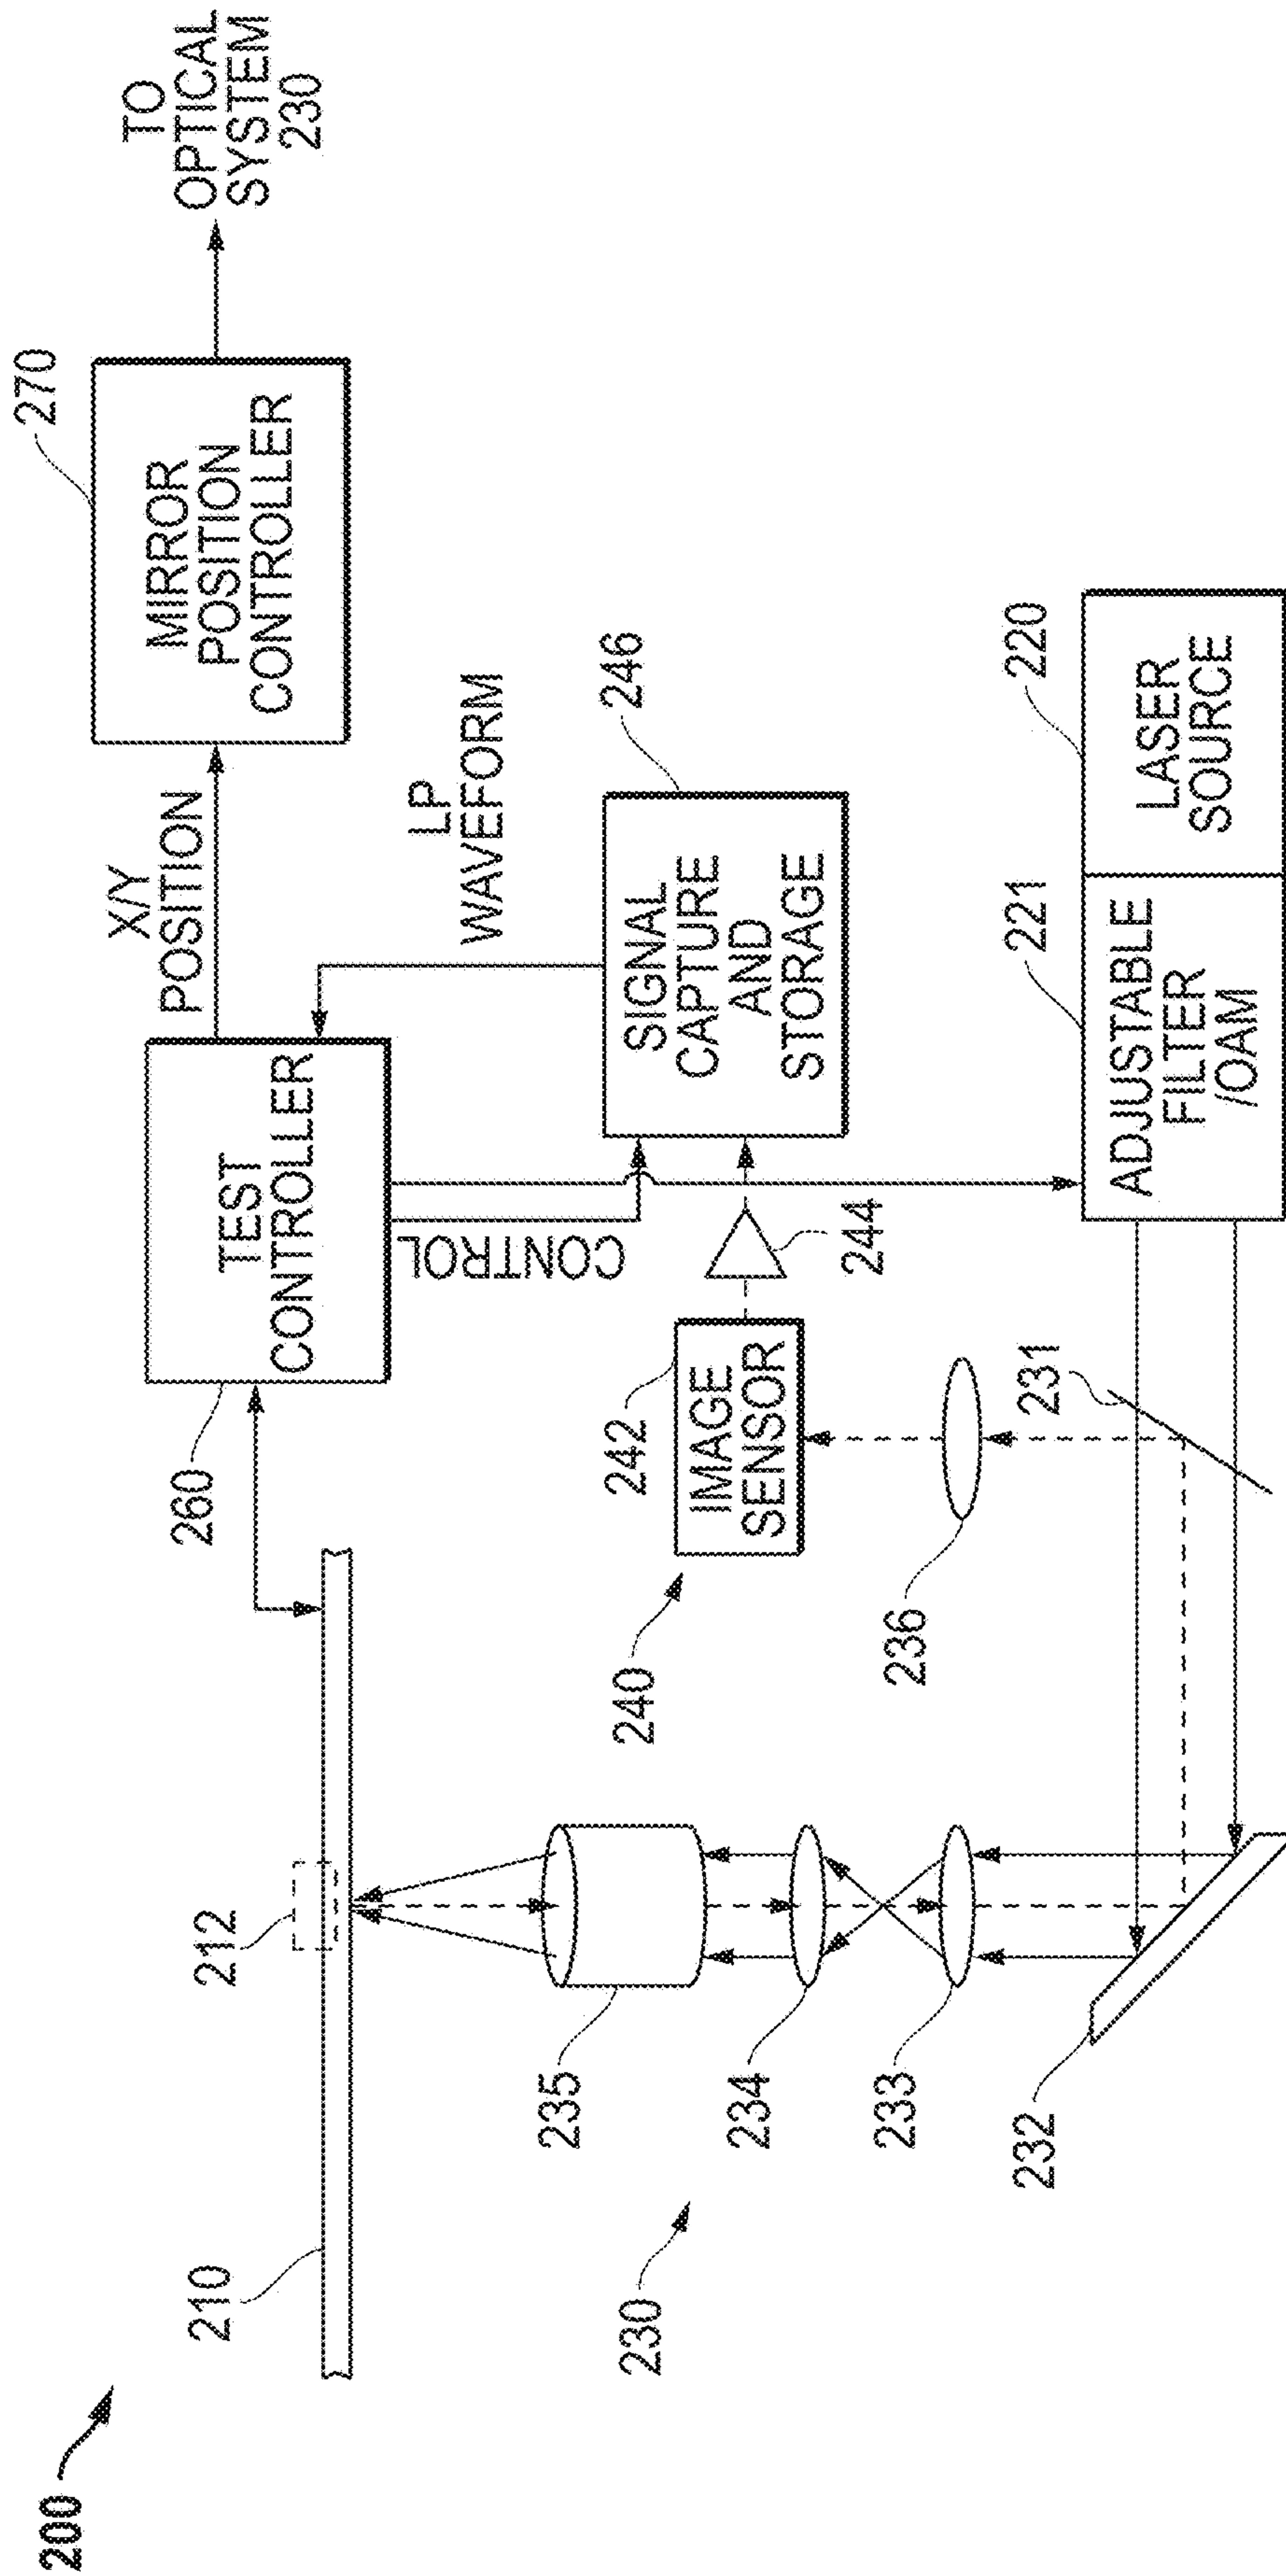 200
210
212
260
TEST
CONTROLLER
X/Y
POSITION
270
MIRROR
POSITION
CONTROLLER
TO
OPTICAL
SYSTEM
230
CONTROL
LP
WAVEFORM
246
SIGNAL
CAPTURE
AND
STORAGE
244
242
IMAGE
SENSOR
240
236
230
235
234
233
232
231
221
ADJUSTABLE
FILTER
/OAM
220
LASER
SOURCE